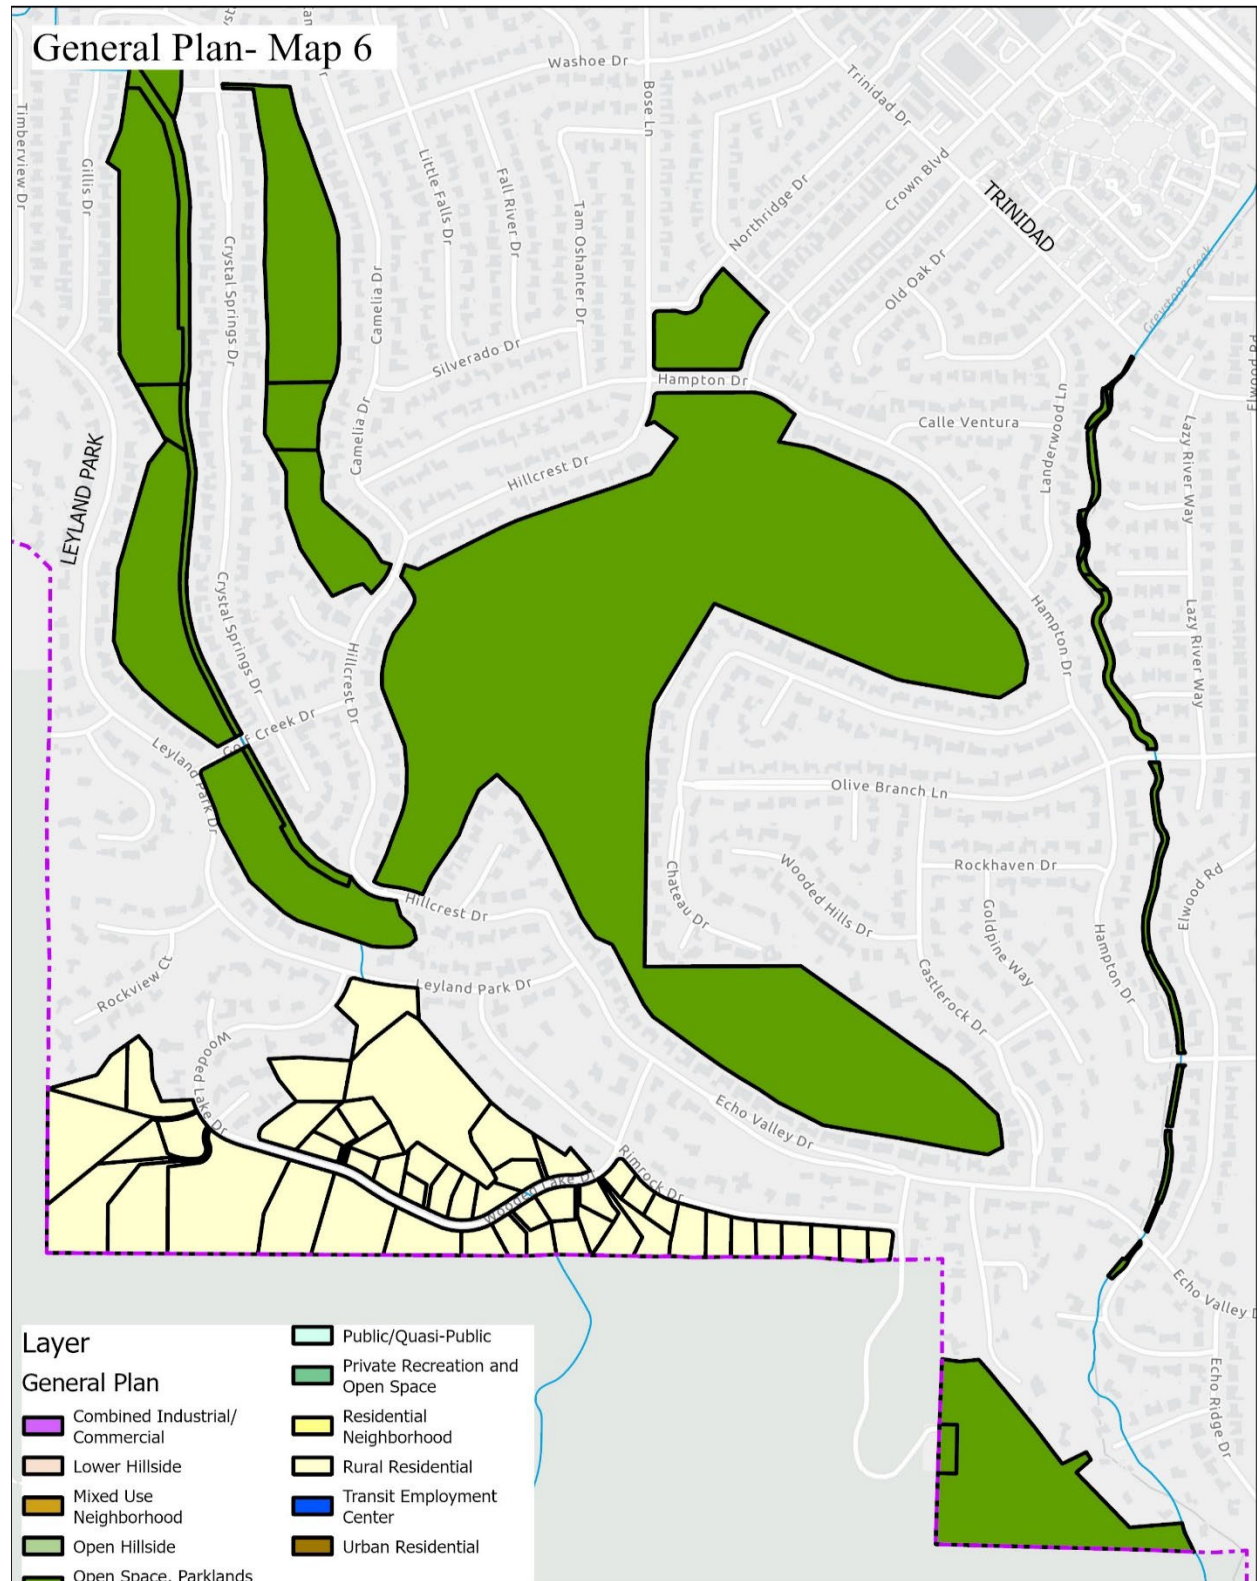 General Plan- Map 6
Washoe Dr
Timberview Dr
Gillis Dr
Bose Ln
Trinidad Dr
Little Falls Dr
Fall River Dr
Tam Oshanter Dr
Northridge Dr
Crown Blvd
TRINIDAD
Crystal Springs Dr
Camelia Dr
Old Oak Dr
Greystone Creek
Silverado Dr
Hampton Dr
Elwood Rd
LEYLAND PARK
Camelia Dr
Hillcrest Dr
Calle Ventura
Landerwood Ln
Lazy River Way
Crystal Springs Dr
Hillcrest Dr
Hampton Dr
Lazy River Way
Golf Creek Dr
Leyland Park Dr
Olive Branch Ln
Chateau Dr
Wooded Hills Dr
Rockhaven Dr
Elwood Rd
Goldpine Way
Hillcrest Dr
Hampton Dr
Rockview Ct
Leyland Park Dr
Castlerock Dr
Wooded Lake Dr
Echo Valley Dr
Rimrock Dr
Wooded Lake Dr
Echo Valley D
Echo Ridge Dr
Layer
General Plan
Combined Industrial/
Commercial
Lower Hillside
Mixed Use
Neighborhood
Open Hillside
Open Space, Parklands
Public/Quasi-Public
Private Recreation and
Open Space
Residential
Neighborhood
Rural Residential
Transit Employment
Center
Urban Residential